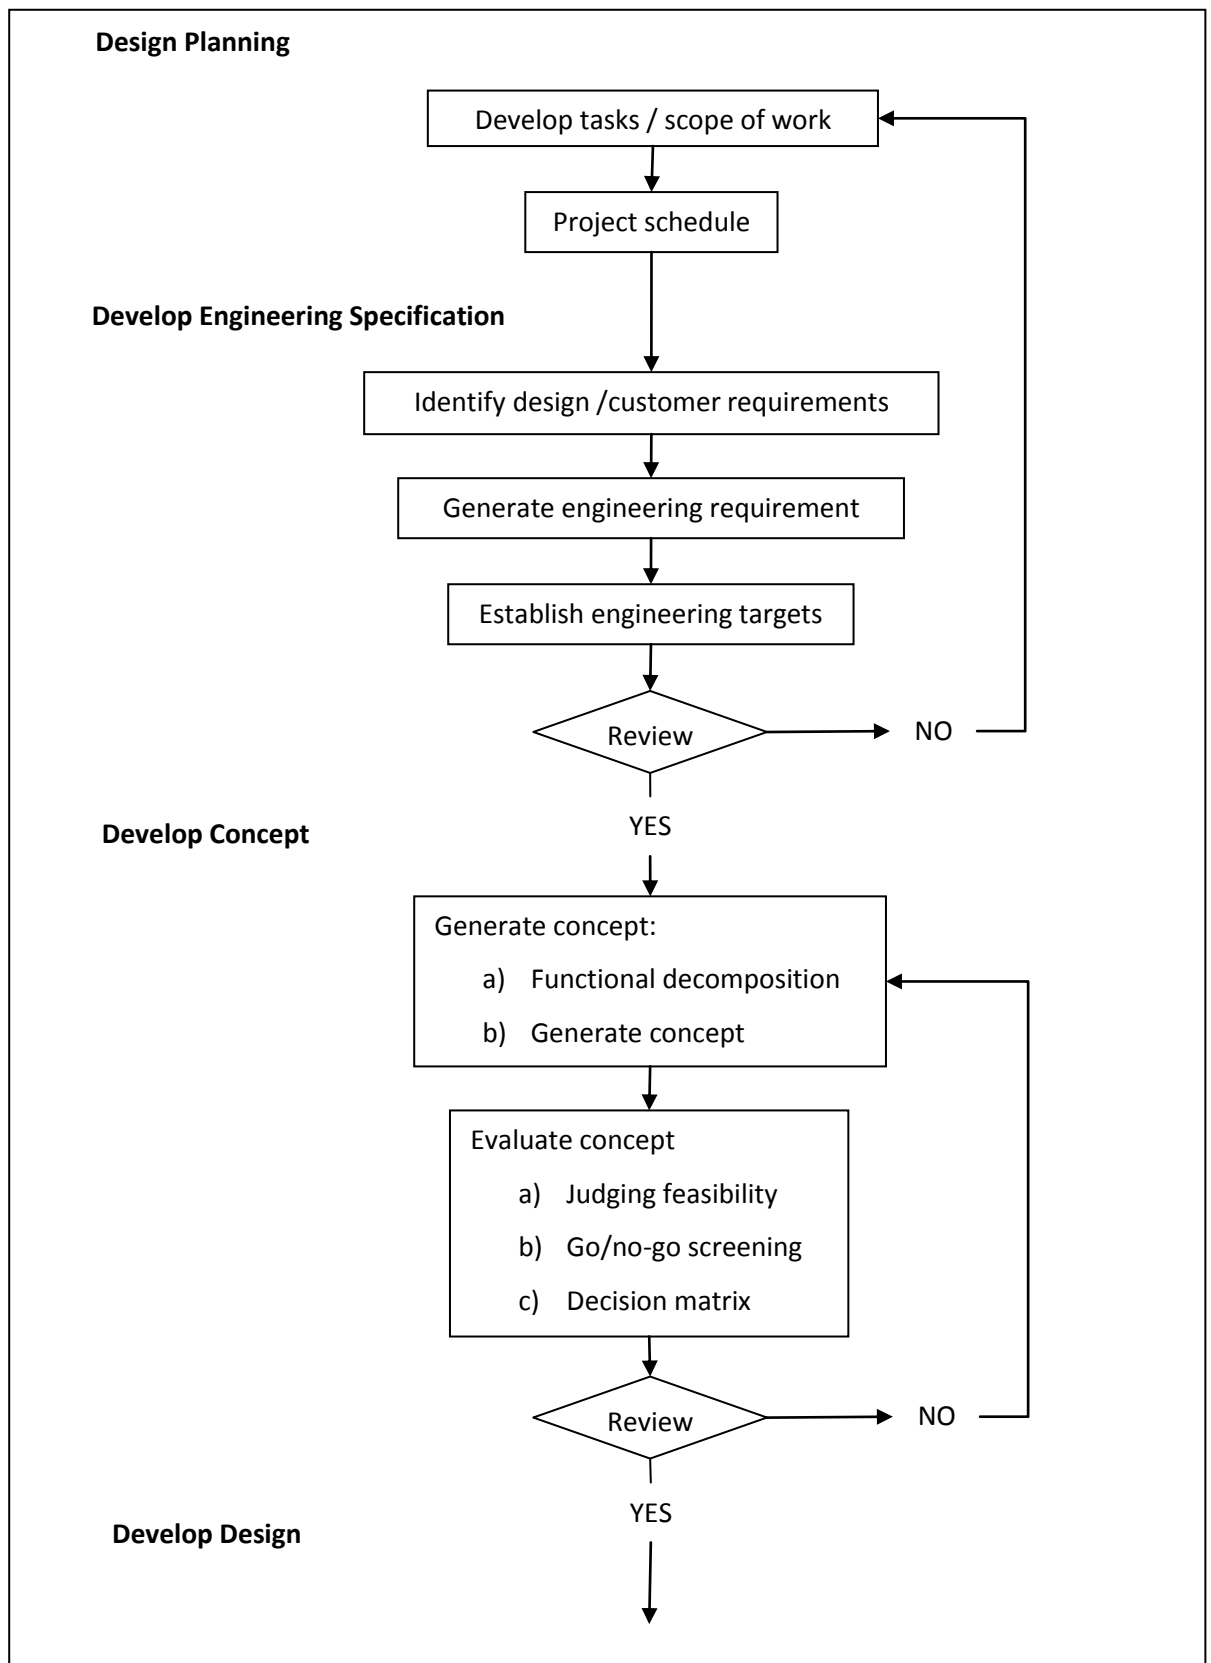 Design Planning
Develop tasks / scope of work
Project schedule
Develop Engineering Specification
Identify design /customer requirements
Generate engineering requirement
Establish engineering targets
Review
NO
YES
Develop Concept
Generate concept:
a) Functional decomposition
b) Generate concept
Evaluate concept
a) Judging feasibility
b) Go/no-go screening
c) Decision matrix
Review
NO
YES
Develop Design